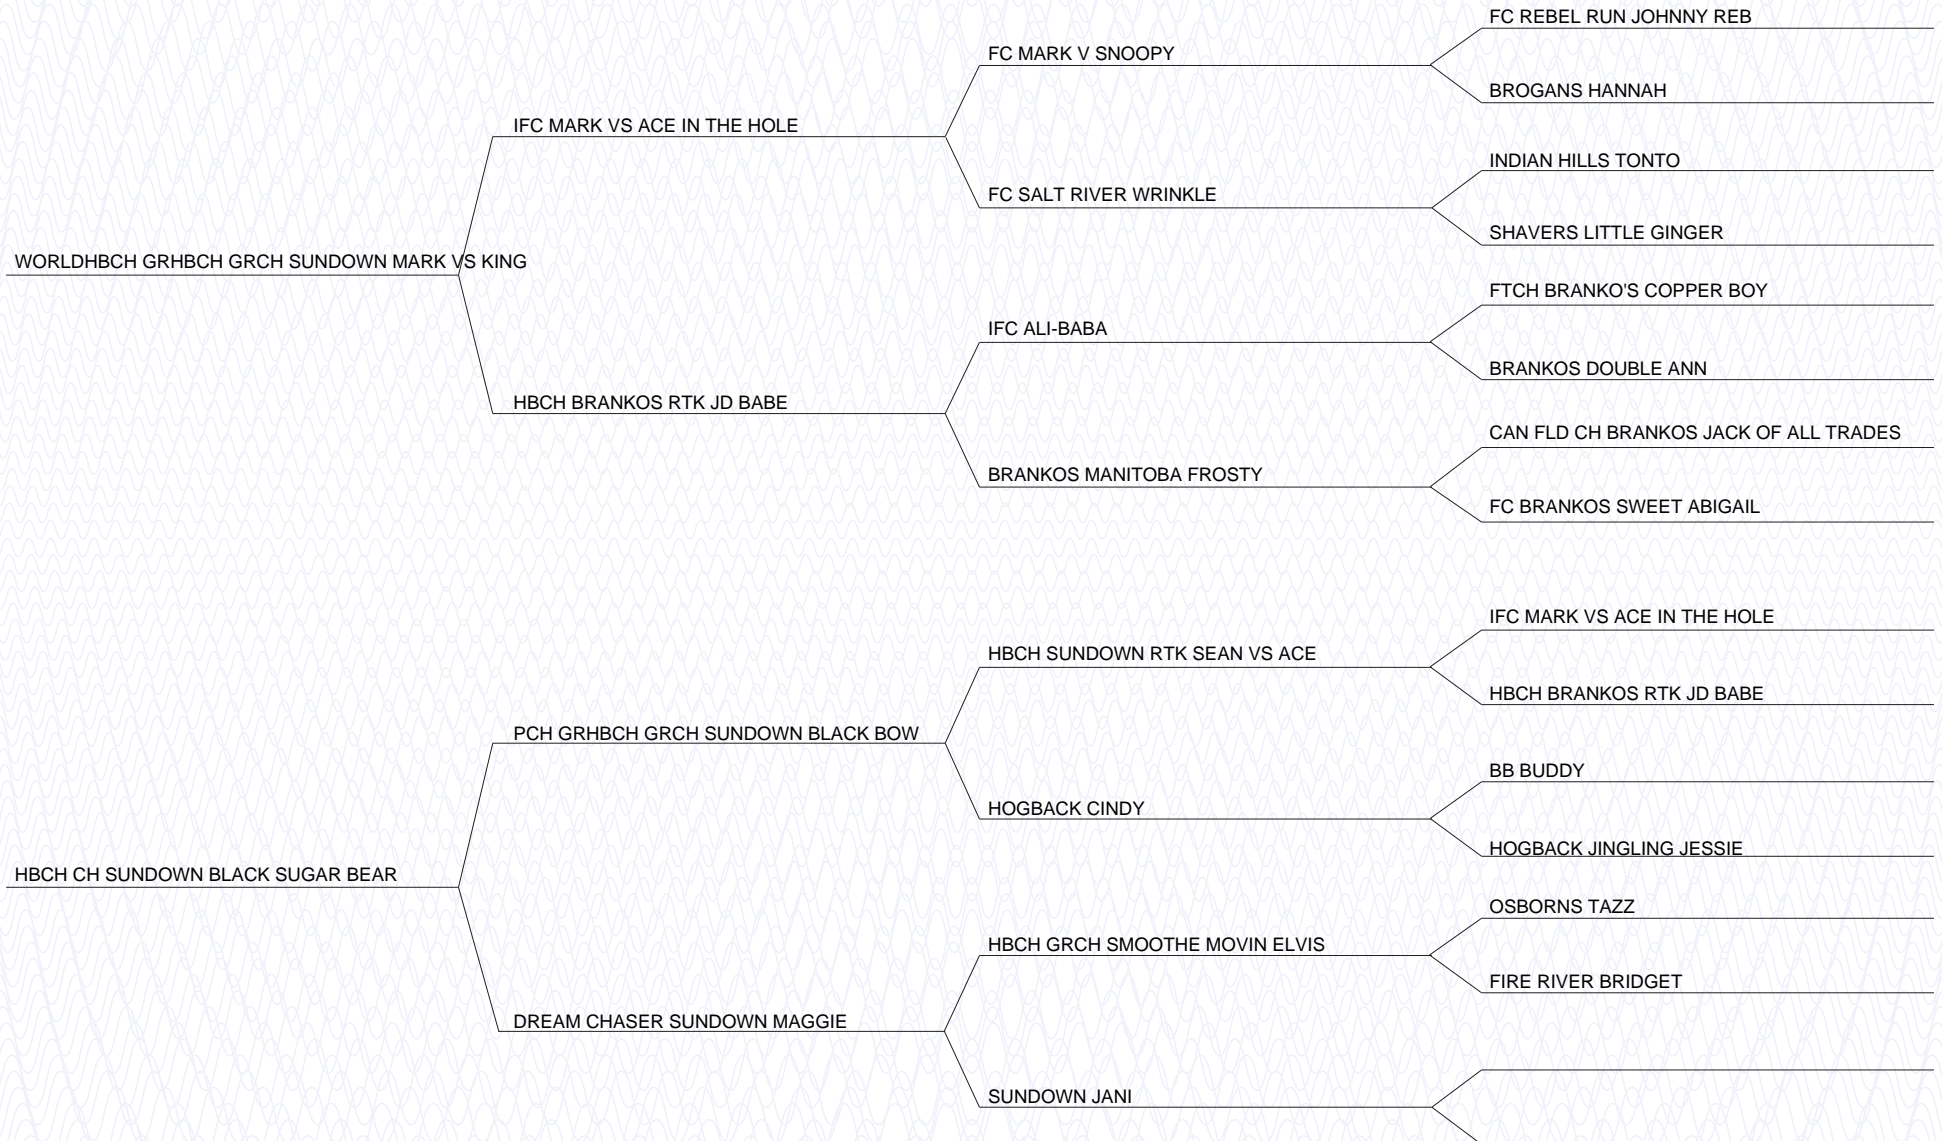 FC REBEL RUN JOHNNY REB
FC MARK V SNOOPY
BROGANS HANNAH
IFC MARK VS ACE IN THE HOLE
INDIAN HILLS TONTO
FC SALT RIVER WRINKLE
SHAVERS LITTLE GINGER
WORLDHBCH GRHBCH GRCH SUNDOWN MARK VS KING
FTCH BRANKO'S COPPER BOY
IFC ALI-BABA
BRANKOS DOUBLE ANN
HBCH BRANKOS RTK JD BABE
CAN FLD CH BRANKOS JACK OF ALL TRADES
BRANKOS MANITOBA FROSTY
FC BRANKOS SWEET ABIGAIL
IFC MARK VS ACE IN THE HOLE
HBCH SUNDOWN RTK SEAN VS ACE
HBCH BRANKOS RTK JD BABE
PCH GRHBCH GRCH SUNDOWN BLACK BOW
BB BUDDY
HOGBACK CINDY
HOGBACK JINGLING JESSIE
HBCH CH SUNDOWN BLACK SUGAR BEAR
OSBORNS TAZZ
HBCH GRCH SMOOTHE MOVIN ELVIS
FIRE RIVER BRIDGET
DREAM CHASER SUNDOWN MAGGIE
SUNDOWN JANI